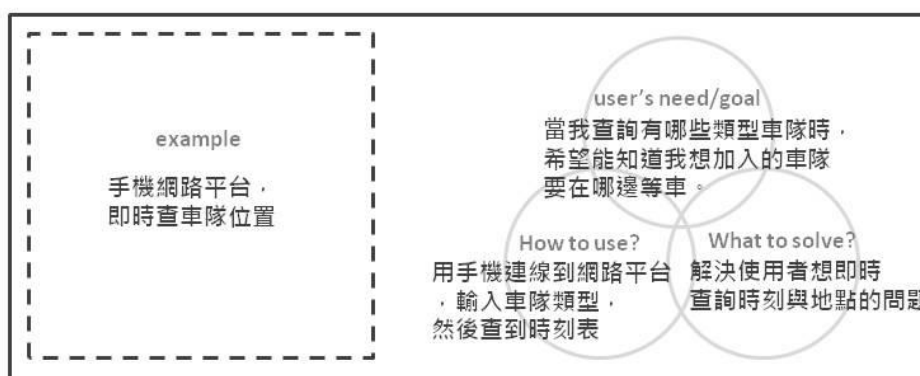 example
手機網路平台，
即時查車隊位置
user's need/goal
當我查詢有哪些類型車隊時，
希望能知道我想加入的車隊
要在哪邊等車。
How to use?
用手機連線到網路平台
，輸入車隊類型，
然後查到時刻表
What to solve?
解決使用者想即時
查詢時刻與地點的問題